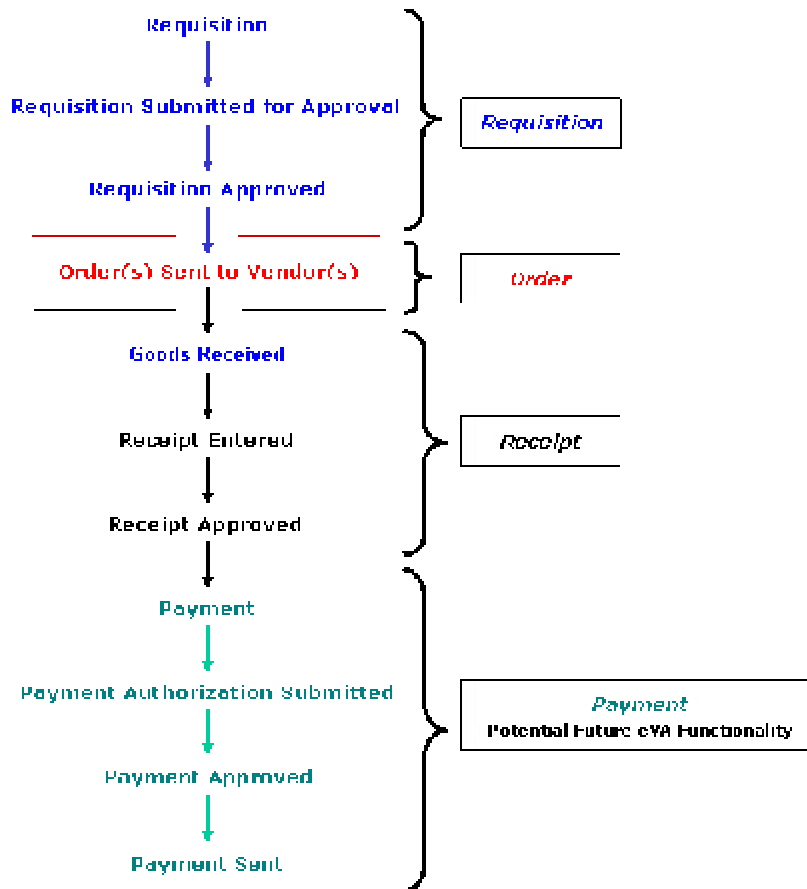 Requisition
Requisition Submitted for Approval
Requisition
Requisition Approved
Order(s) Sent to Vendor(s)
Order
Goods Received
Receipt Entered
Receipt
Receipt Approved
Payment
Payment Authorization Submitted
Payment
Potential Future eVA Functionality
Payment Approved
Payment Sent